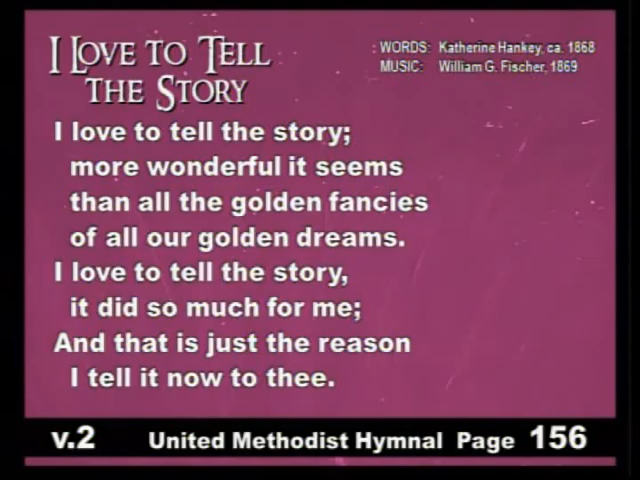 I LOVE TO TELL
THE STORY
WORDS: Katherine Hankey, ca. 1868
MUSIC: William G. Fischer, 1869
I love to tell the story;
more wonderful it seems
than all the golden fancies
of all our golden dreams.
I love to tell the story,
it did so much for me;
And that is just the reason
I tell it now to thee.
v.2 United Methodist Hymnal Page 156